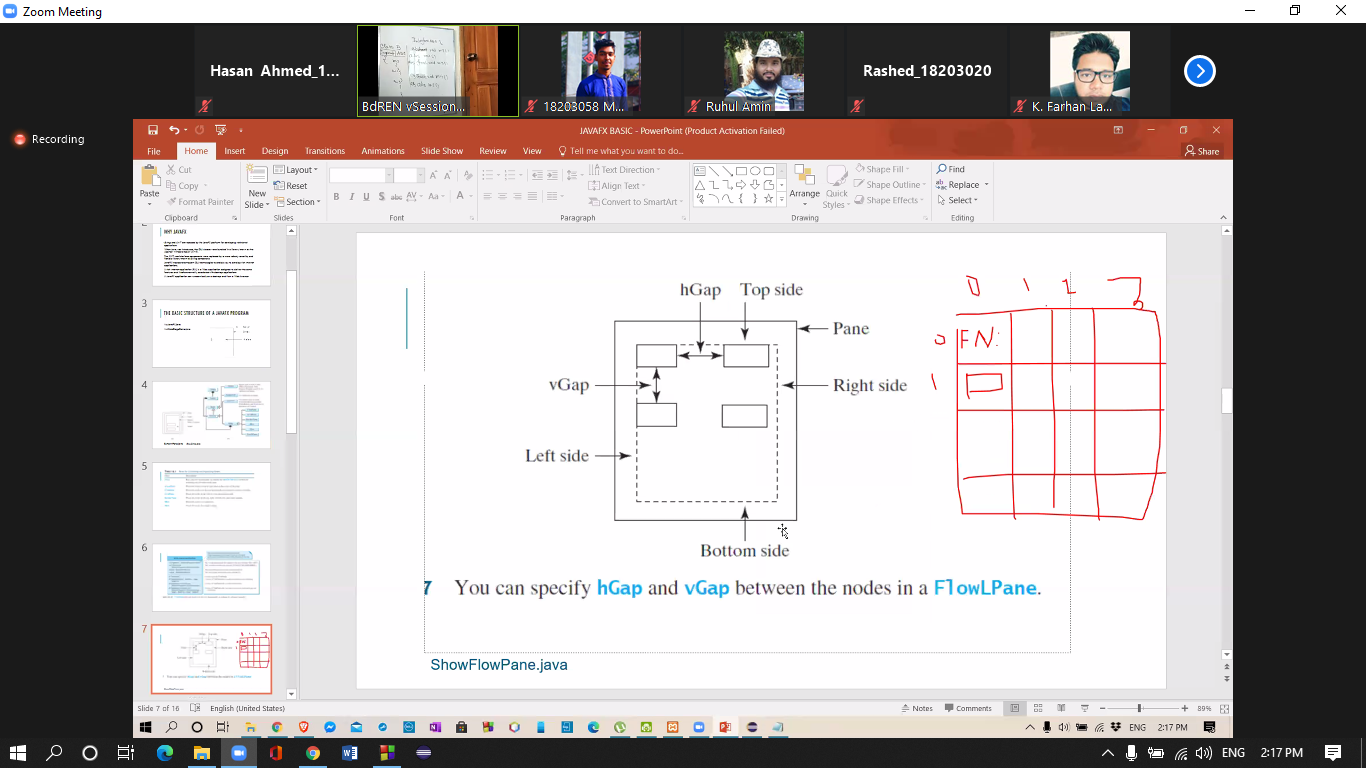 Zoom Meeting
Hasan Ahmed_1...
BdREN vSession...
18203058 M...
Ruhul Amin
Rashed_18203020
K. Farhan La...
Recording
JAVAFX BASIC - PowerPoint (Product Activation Failed)
File Home Insert Design Transitions Animations Slide Show Review View Tell me what you want to do... Share
Paste Cut Copy Format Painter
Clipboard
New Slide Layout Reset Section
Slides
B I U S abc AV Aa A
Font
Text Direction Align Text Convert to SmartArt
Paragraph
Arrange Quick Styles Shape Fill Shape Outline Shape Effects
Drawing
Find Replace Select
Editing
2
WHY JAVAFX
3
THE BASIC STRUCTURE OF A JAVAFX PROGRAM
4
5
6
7
hGap Top side
Pane
vGap
Right side
Left side
Bottom side
0 1 2 3
0 FN:
1
7 You can specify hGap and vGap between the nodes in a FlowLPane.
ShowFlowPane.java
Slide 7 of 16 English (United States) Notes Comments 89%
ENG 2:17 PM
ENG 2:17 PM